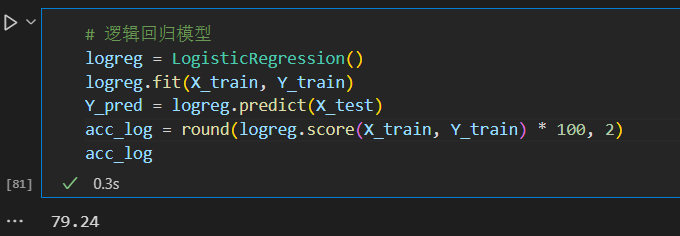 # 逻辑回归模型
logreg = LogisticRegression()
logreg.fit(X_train, Y_train)
Y_pred = logreg.predict(X_test)
acc_log = round(logreg.score(X_train, Y_train) * 100, 2)
acc_log
[81]
0.3s
79.24